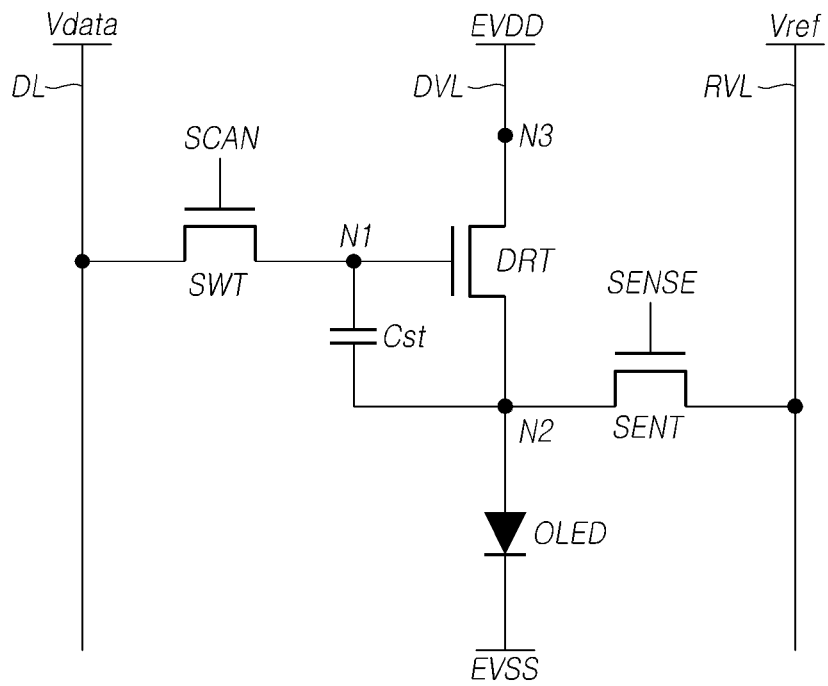 Vdata
EVDD
Vref
DL
DVL
RVL
N3
SCAN
N1
DRT
SWT
SENSE
Cst
N2
SENT
OLED
EVSS